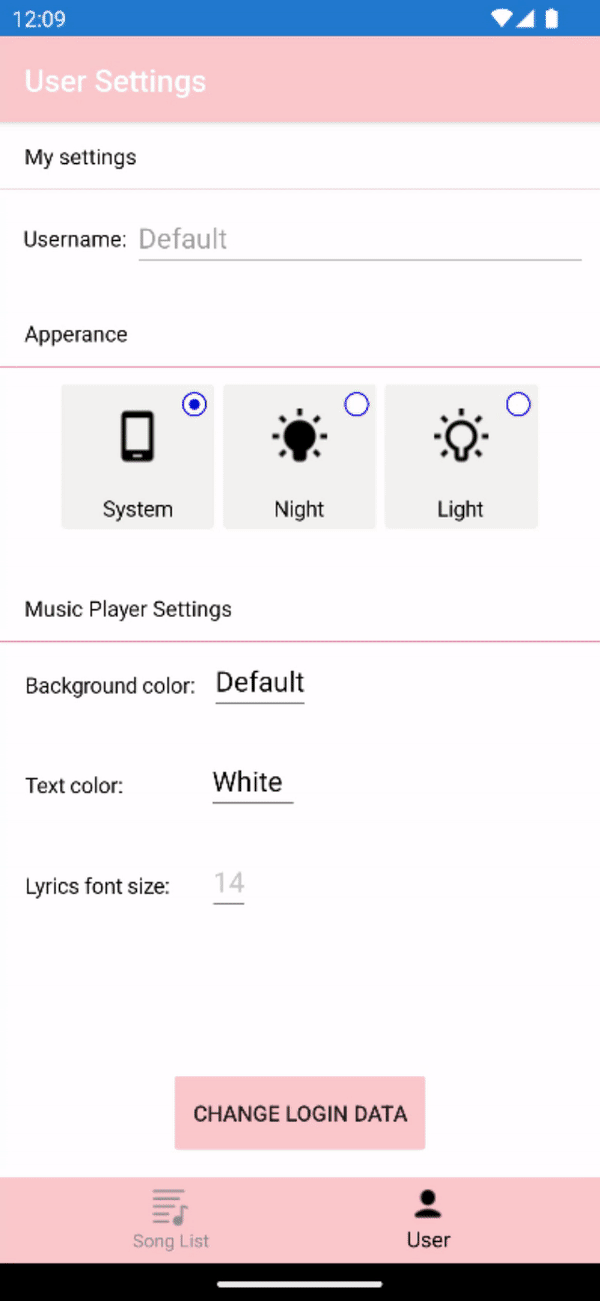 12:09
User Settings
My settings
Username: Default
Apperance
System Night Light
Music Player Settings
Background color: Default
Text color: White
Lyrics font size: 14
CHANGE LOGIN DATA
Song List User